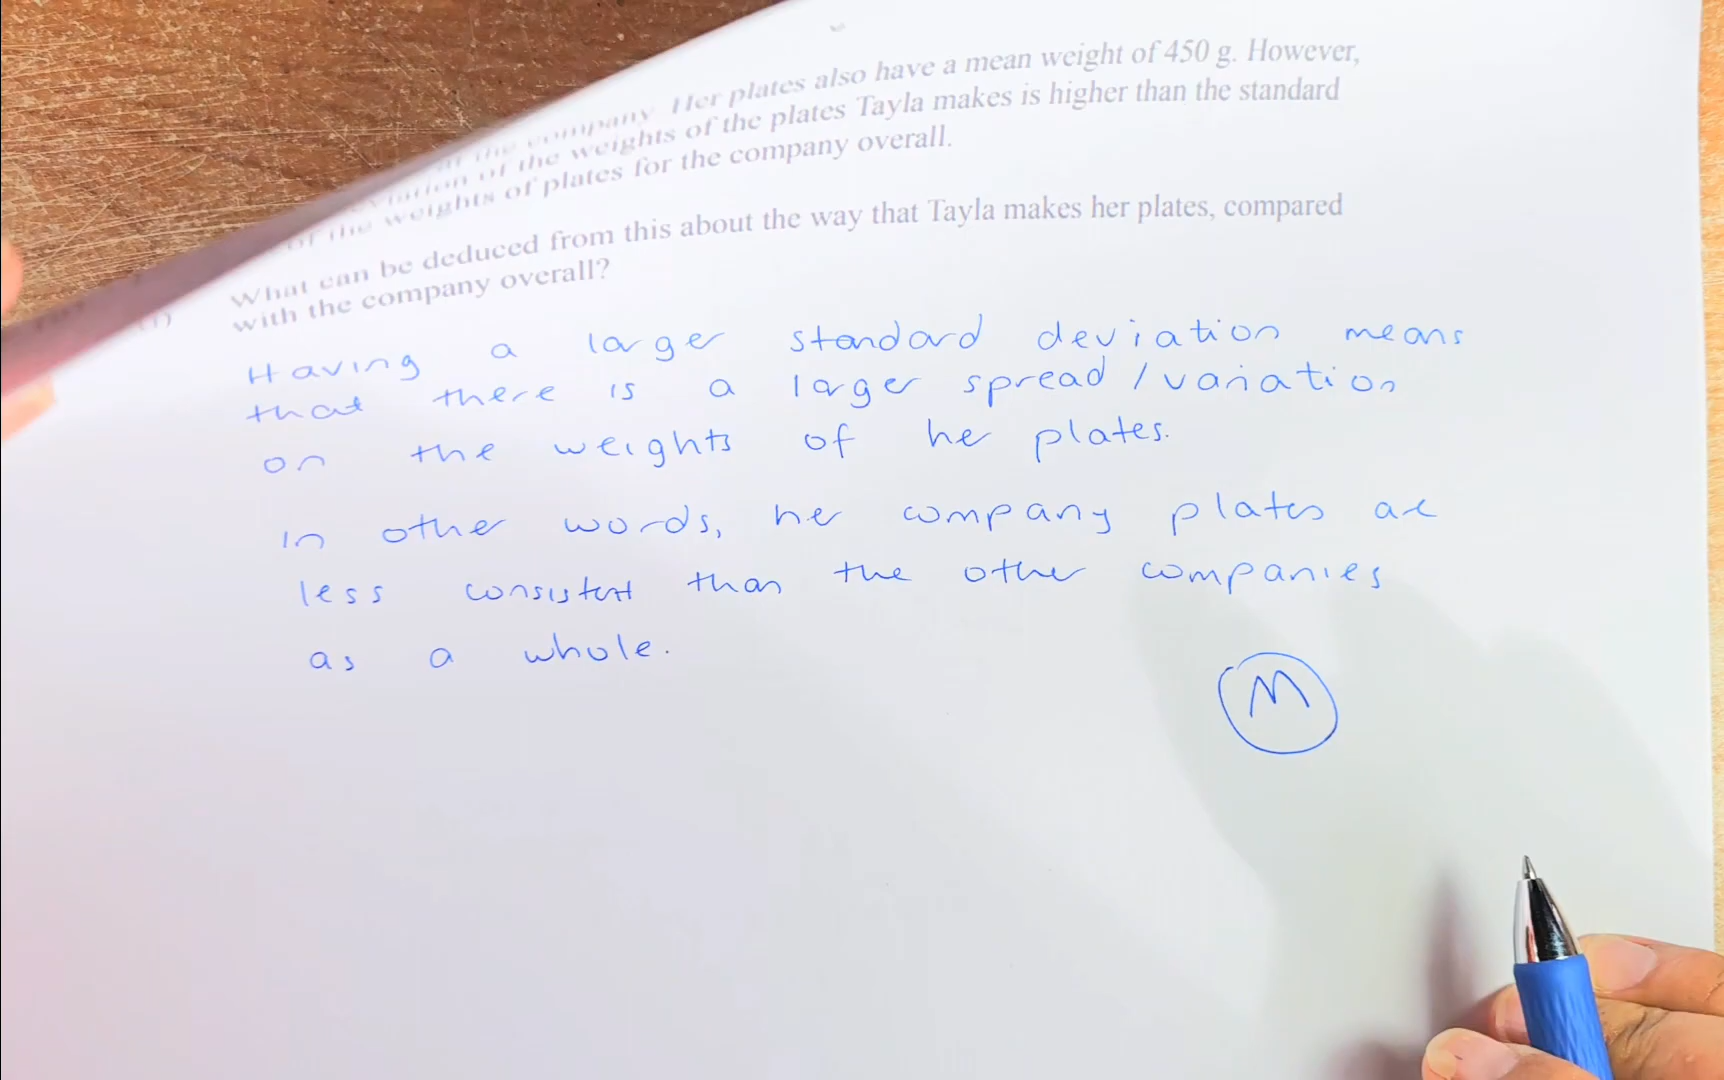 the company. Her plates also have a mean weight of 450 g. However,
of the weights of the plates Tayla makes is higher than the standard
of the weights of plates for the company overall.
What can be deduced from this about the way that Tayla makes her plates, compared
with the company overall?
Having a larger standard deviation means
that there is a larger spread / variation
on the weights of her plates.
In other words, her company plates are
less consistent than the other companies
as a whole.
M